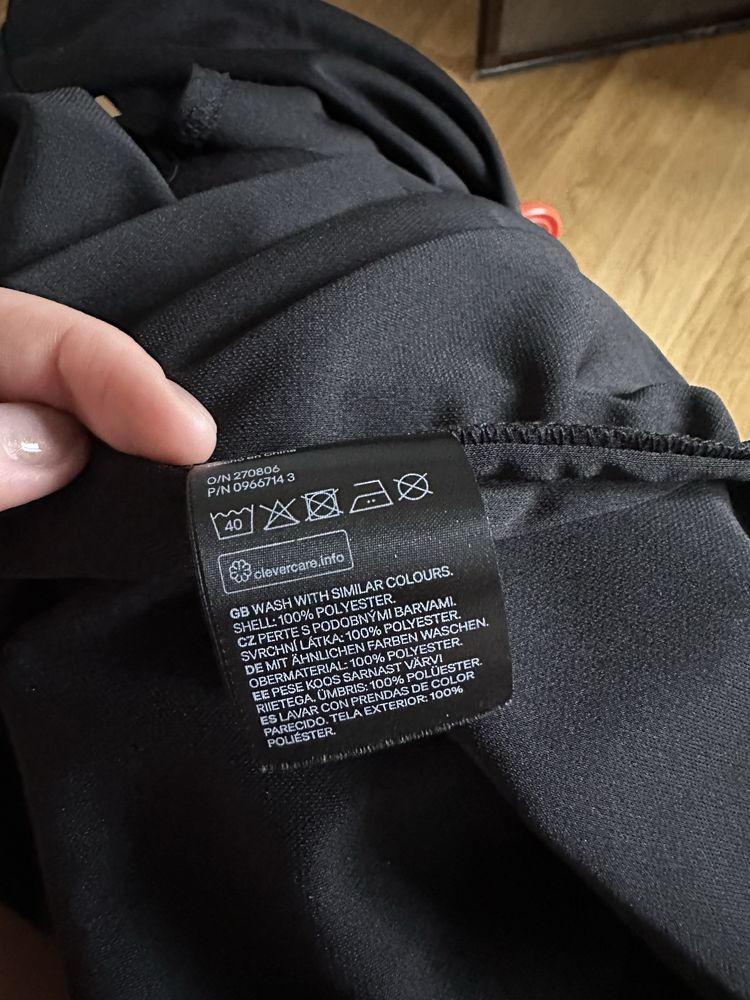 O/N 270806
P/N 0966714 3
40
clevercare.info
GB WASH WITH SIMILAR COLOURS.
SHELL: 100% POLYESTER.
CZ PERTE S PODOBNÝMI BARVAMI.
SVRCHNÍ LÁTKA: 100% POLYESTER.
DE MIT ÄHNLICHEN FARBEN WASCHEN.
OBERMATERIAL: 100% POLYESTER.
EE PESE KOOS SARNAST VÄRVI
RIIETEGA. ÜMBRIS: 100% POLÜESTER.
ES LAVAR CON PRENDAS DE COLOR
PARECIDO. TELA EXTERIOR: 100%
POLIÉSTER.